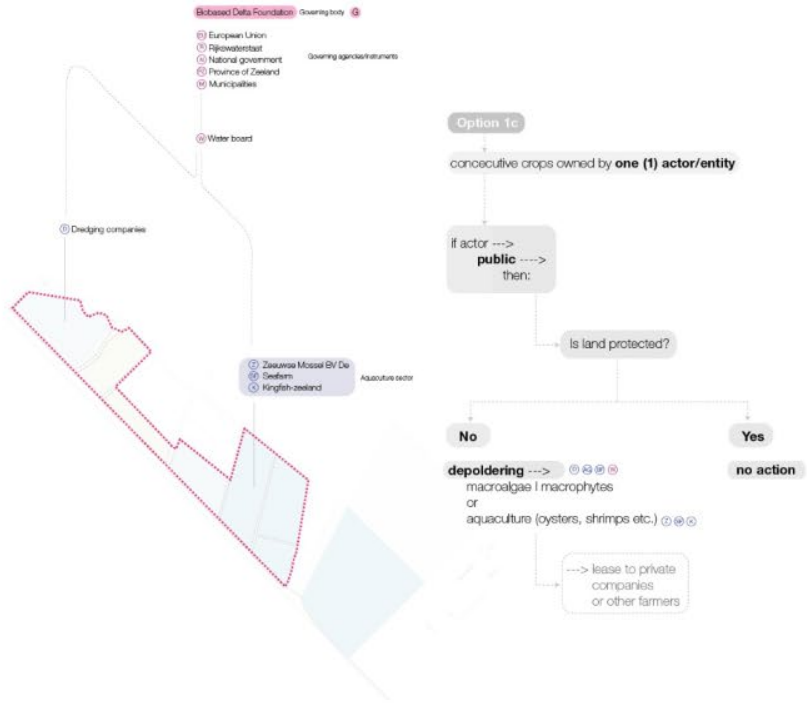 Biobased Delta Foundation Governing body G
EU European Union
R Rijkswaterstaat
N National government
PZ Province of Zeeland
M Municipalities
Governing agencies/instruments
W Water board
D Dredging companies
Z Zeeuwse Mossel BV De
SF Seafarm
K Kingfish-zeeland
Aquaculture sector
Option 1c
concecutive crops owned by one (1) actor/entity
if actor --->
public ---->
then:
Is land protected?
No
Yes
depoldering --->
no action
macroalgae | macrophytes
or
aquaculture (oysters, shrimps etc.)
---> lease to private
companies
or other farmers